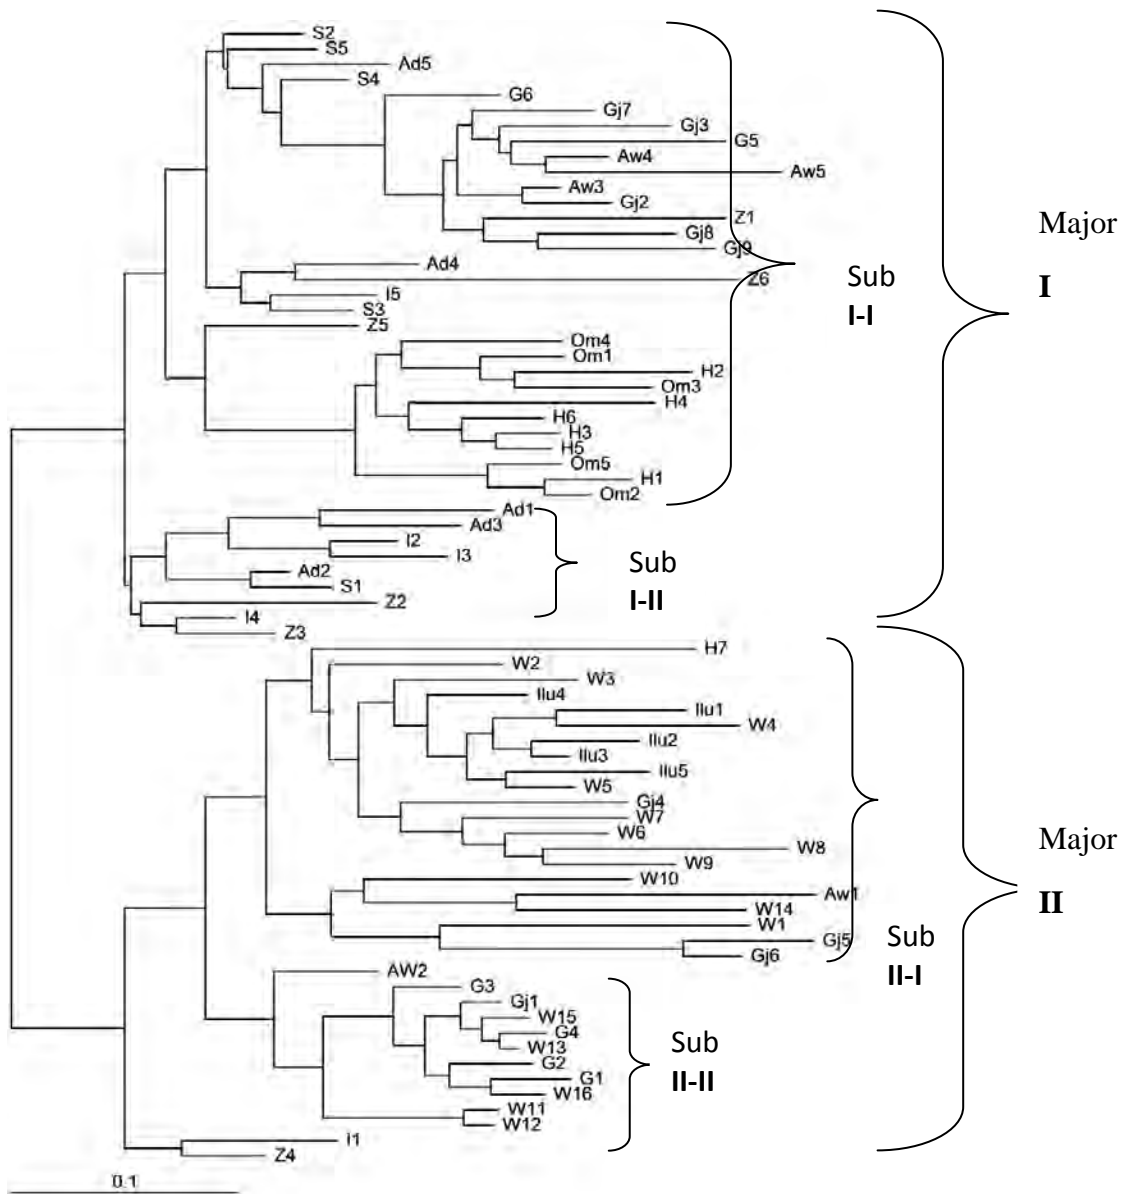 S2
S5
Ad5
S4
G6
Gj7
Gj3
G5
Aw4
Aw5
Aw3
Gj2
Z1
Gj8
Gj9
Ad4
Z6
I5
S3
Z5
Om4
Om1
H2
Om3
H4
H6
H3
H5
Om5
H1
Om2
Sub
I-I
Major
I
Ad1
Ad3
I2
I3
Ad2
S1
Z2
I4
Z3
Sub
I-II
H7
W2
W3
Ilu4
Ilu1
W4
Ilu2
Ilu3
Ilu5
W5
Gj4
W7
W6
W8
W9
W10
Aw1
W14
W1
Gj5
Gj6
Sub
II-I
Major
II
AW2
G3
Gj1
W15
G4
W13
G2
G1
W16
W11
W12
Sub
II-II
I1
Z4
0.1